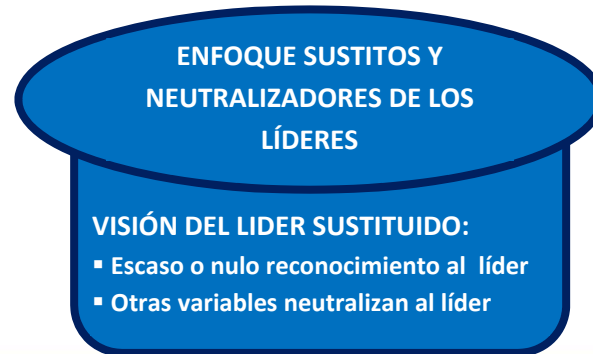 ENFOQUE SUSTITOS Y
NEUTRALIZADORES DE LOS
LÍDERES
VISIÓN DEL LIDER SUSTITUIDO:
▪ Escaso o nulo reconocimiento al líder
▪ Otras variables neutralizan al líder